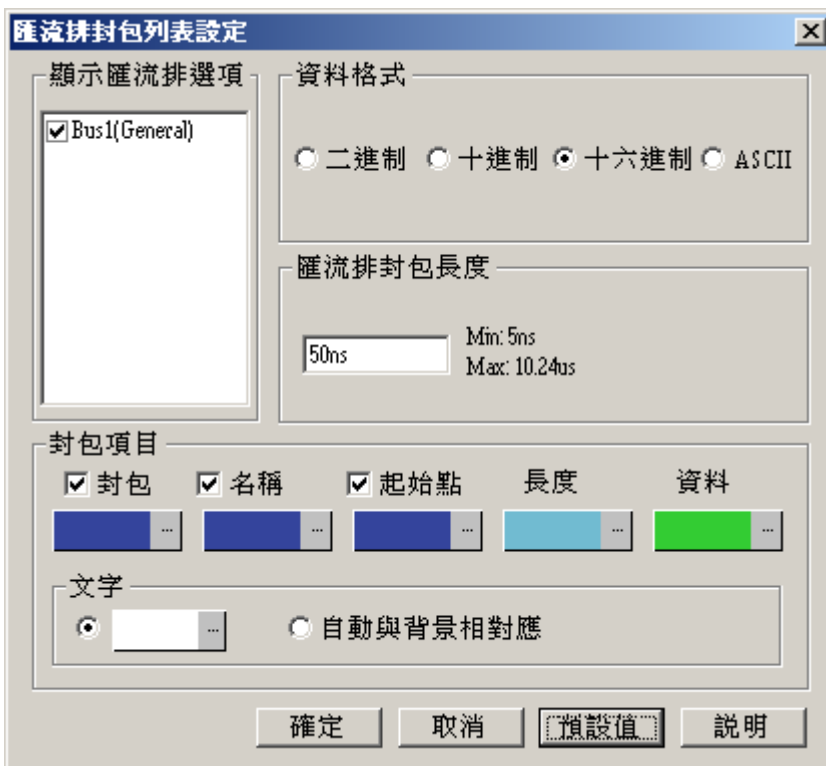 匯流排封包列表設定
顯示匯流排選項
Bus1(General)
資料格式
二進制 十進制 十六進制 ASCII
匯流排封包長度
50ns
Min: 5ns
Max: 10.24us
封包項目
封包 名稱 起始點 長度 資料
... ... ... ... ...
文字
... 自動與背景相對應
確定 取消 預設值 説明